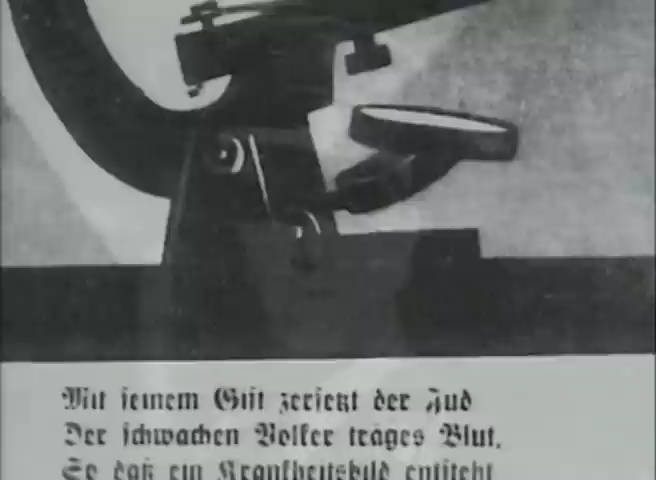 Mit seinem Gift zersetzt der Jud
Der schwachen Völker träges Blut.
So daß ein Krankheitsbild entsteht